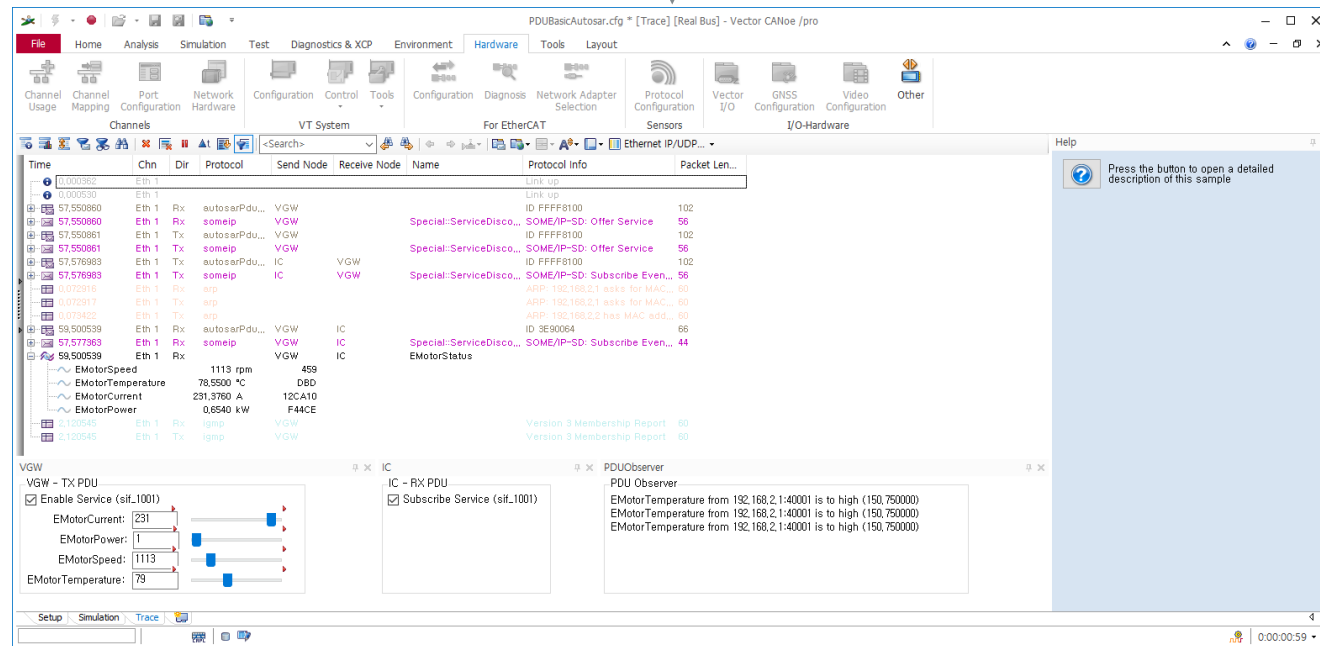 PDUBasicAutosar.cfg * [Trace] [Real Bus] - Vector CANoe /pro
File Home Analysis Simulation Test Diagnostics & XCP Environment Hardware Tools Layout
Channel Usage
Channel Mapping
Port Configuration
Network Hardware
Configuration
Control
Tools
Configuration
Diagnosis
Network Adapter Selection
Protocol Configuration
Vector I/O
GNSS Configuration
Video Configuration
Other
Channels VT System For EtherCAT Sensors I/O-Hardware
<Search> Ethernet IP/UDP...
Help
Press the button to open a detailed
description of this sample
Time Chn Dir Protocol Send Node Receive Node Name Protocol Info Packet Len...
0,000362 Eth 1 Link up
0,000530 Eth 1 Link up
57,550860 Eth 1 Rx autosarPdu... VGW ID FFFF8100 102
57,550860 Eth 1 Rx someip VGW Special::ServiceDisco... SOME/IP-SD: Offer Service 56
57,550861 Eth 1 Tx autosarPdu... VGW ID FFFF8100 102
57,550861 Eth 1 Tx someip VGW Special::ServiceDisco... SOME/IP-SD: Offer Service 56
57,576983 Eth 1 Tx autosarPdu... IC VGW ID FFFF8100 102
57,576983 Eth 1 Tx someip IC VGW Special::ServiceDisco... SOME/IP-SD: Subscribe Even... 56
0,072916 Eth 1 Rx arp ARP: 192,168,2,1 asks for MAC... 60
0,072917 Eth 1 Tx arp ARP: 192,168,2,1 asks for MAC... 60
0,073422 Eth 1 Tx arp ARP: 192,168,2,2 has MAC add... 60
59,500539 Eth 1 Rx autosarPdu... VGW IC ID 3E90064 66
57,577363 Eth 1 Rx someip VGW IC Special::ServiceDisco... SOME/IP-SD: Subscribe Even... 44
59,500539 Eth 1 Rx VGW IC EMotorStatus
EMotorSpeed 1113 rpm 459
EMotorTemperature 78,5500 °C DBD
EMotorCurrent 231,3760 A 12CA10
EMotorPower 0,6540 kW F44CE
2,120545 Eth 1 Rx igmp VGW Version 3 Membership Report 60
2,120545 Eth 1 Tx igmp VGW Version 3 Membership Report 60
VGW
VGW - TX PDU
Enable Service (sif_1001)
EMotorCurrent: 231
EMotorPower: 1
EMotorSpeed: 1113
EMotorTemperature: 79
IC
IC - RX PDU
Subscribe Service (sif_1001)
PDUObserver
PDU Observer
EMotorTemperature from 192,168,2,1:40001 is to high (150,750000)
EMotorTemperature from 192,168,2,1:40001 is to high (150,750000)
EMotorTemperature from 192,168,2,1:40001 is to high (150,750000)
Setup Simulation Trace
0:00:00:59